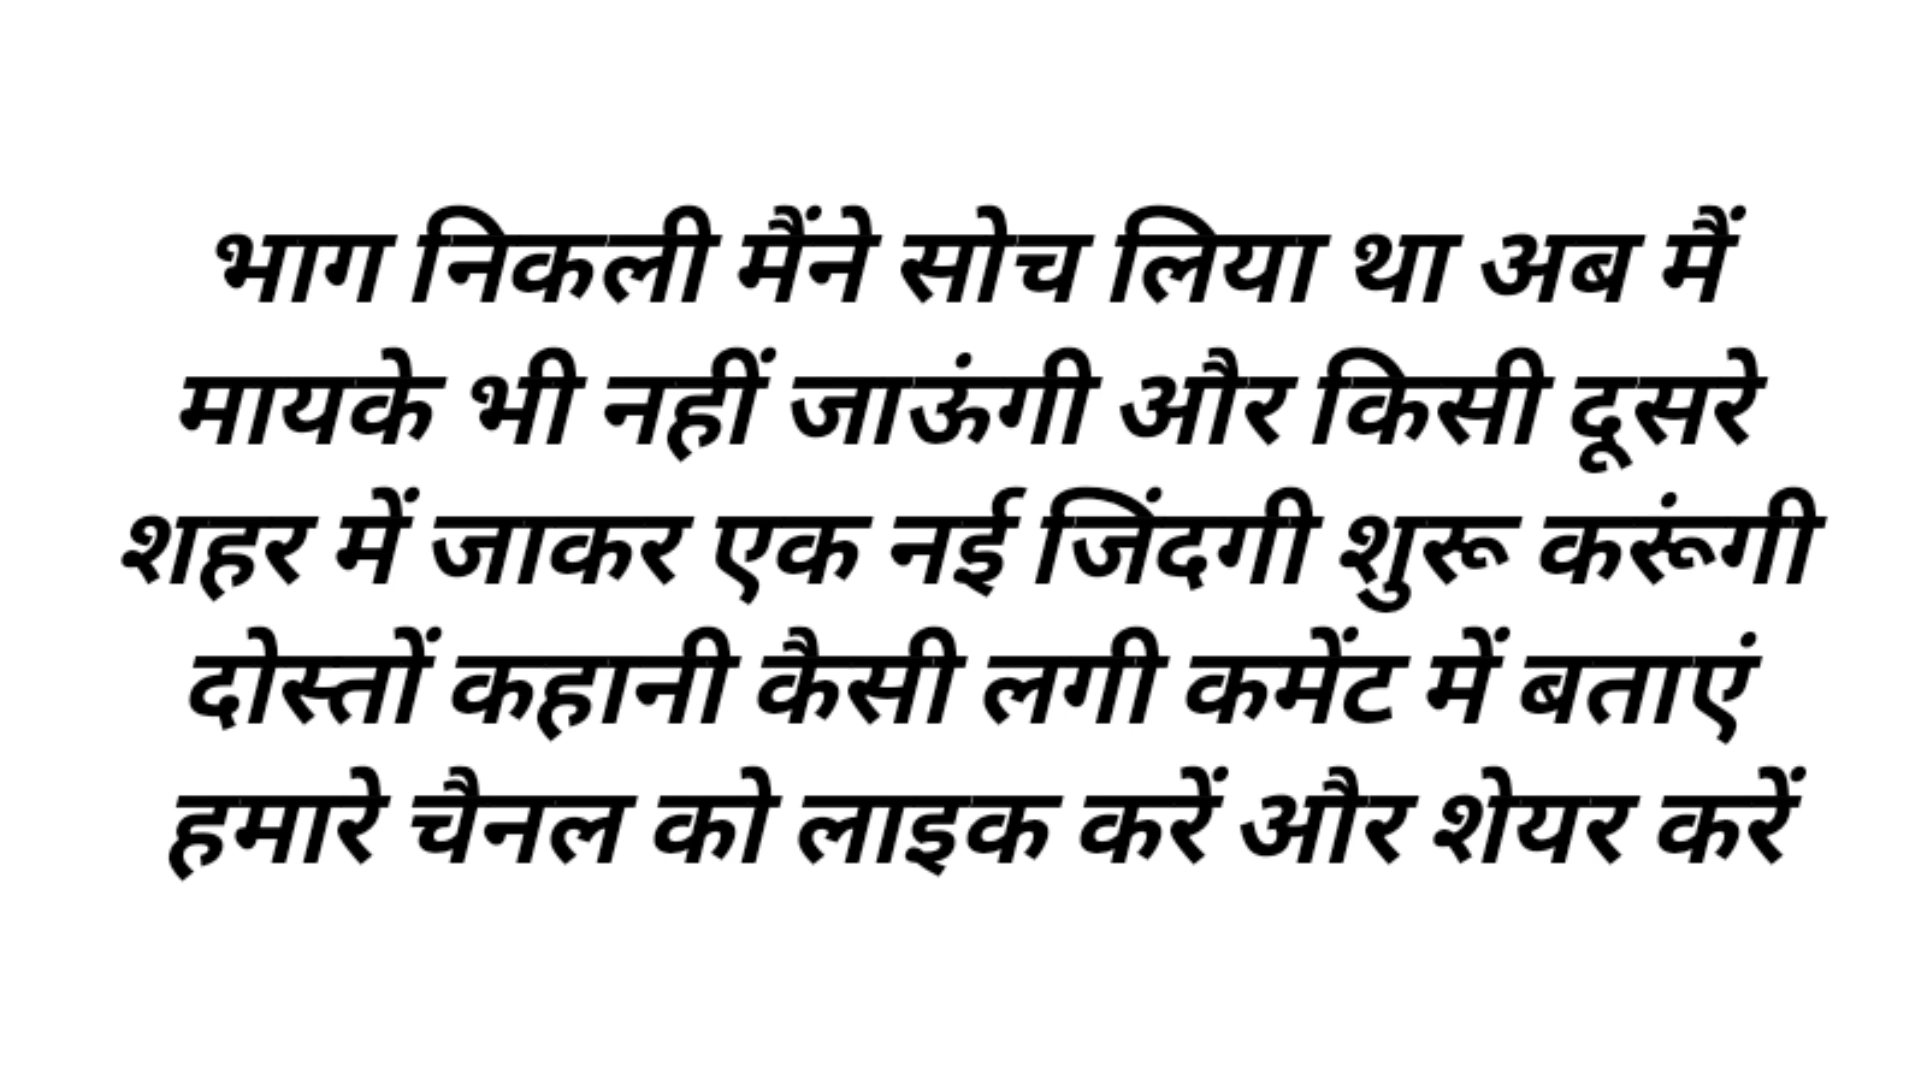 भाग निकली मैंने सोच लिया था अब मैं
मायके भी नहीं जाऊंगी और किसी दूसरे
शहर में जाकर एक नई जिंदगी शुरू करूंगी
दोस्तों कहानी कैसी लगी कमेंट में बताएं
हमारे चैनल को लाइक करें और शेयर करें